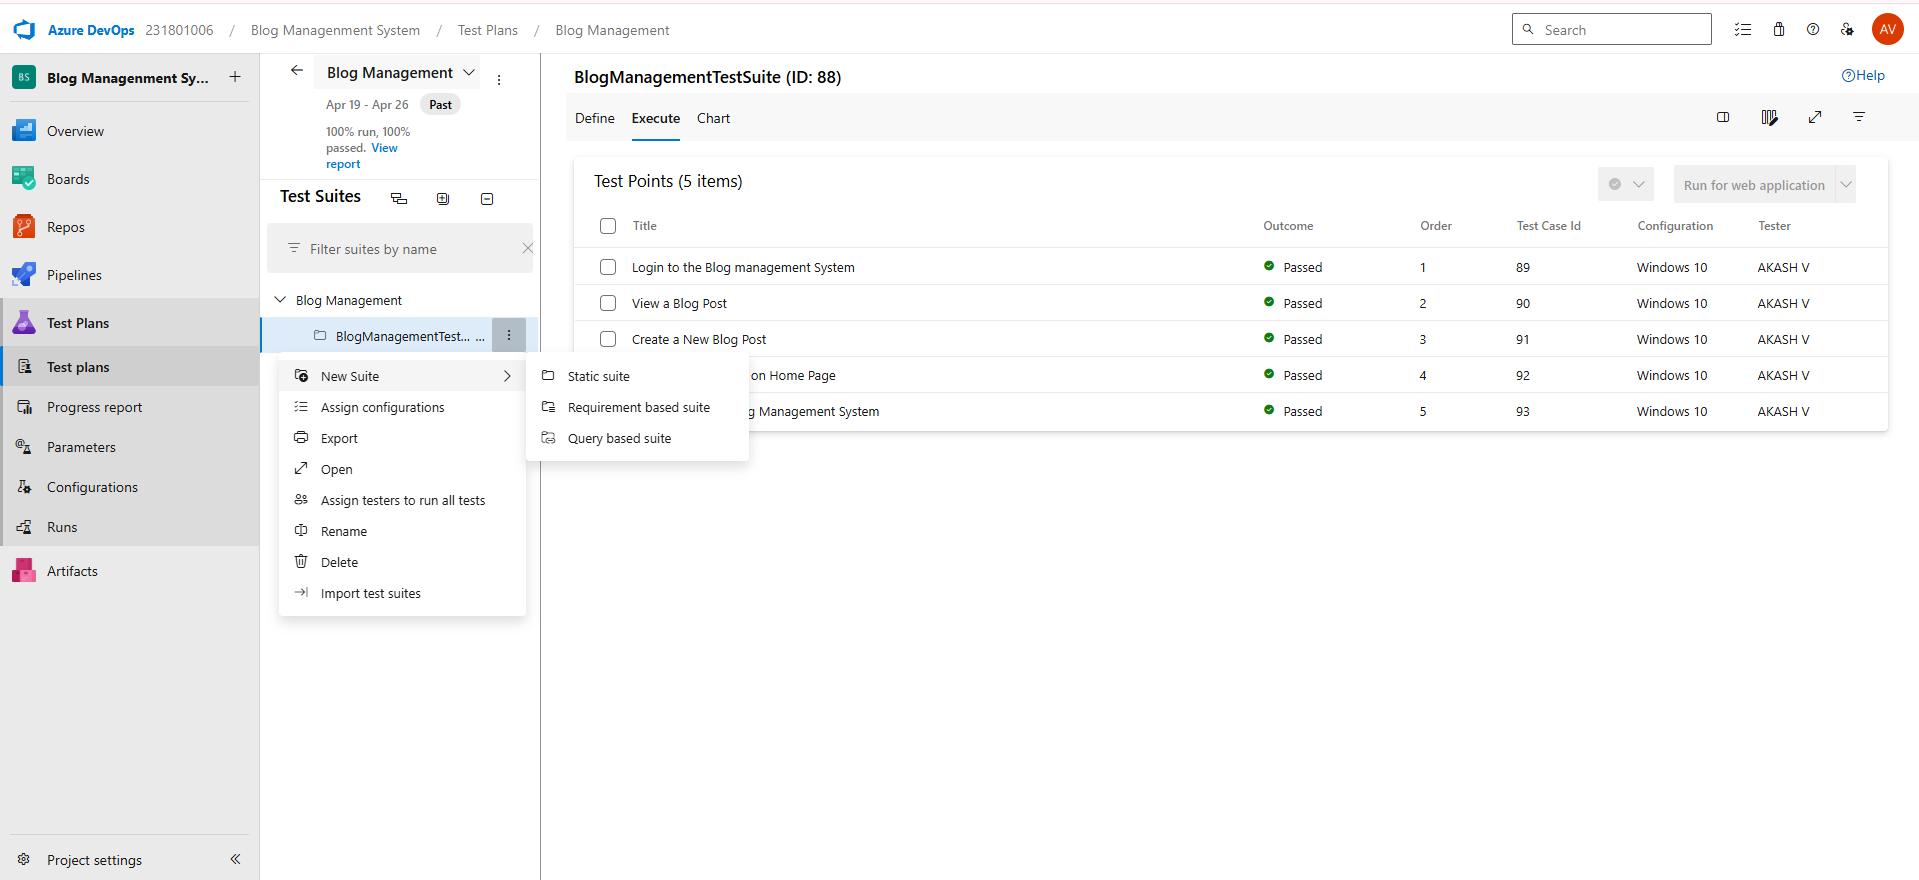 Azure DevOps 231801006 / Blog Managenment System / Test Plans / Blog Management
Search
AV
BS Blog Managenment Sy... +
Overview
Boards
Repos
Pipelines
Test Plans
Test plans
Progress report
Parameters
Configurations
Runs
Artifacts
Project settings
Blog Management
Apr 19 - Apr 26 Past
100% run, 100%
passed. View
report
Test Suites
Filter suites by name
Blog Management
BlogManagementTest... ...
New Suite
Assign configurations
Export
Open
Assign testers to run all tests
Rename
Delete
Import test suites
Static suite
Requirement based suite
Query based suite
BlogManagementTestSuite (ID: 88)
Help
Define Execute Chart
Test Points (5 items)
Run for web application
Title Outcome Order Test Case Id Configuration Tester
Login to the Blog management System Passed 1 89 Windows 10 AKASH V
View a Blog Post Passed 2 90 Windows 10 AKASH V
Create a New Blog Post Passed 3 91 Windows 10 AKASH V
on Home Page Passed 4 92 Windows 10 AKASH V
g Management System Passed 5 93 Windows 10 AKASH V